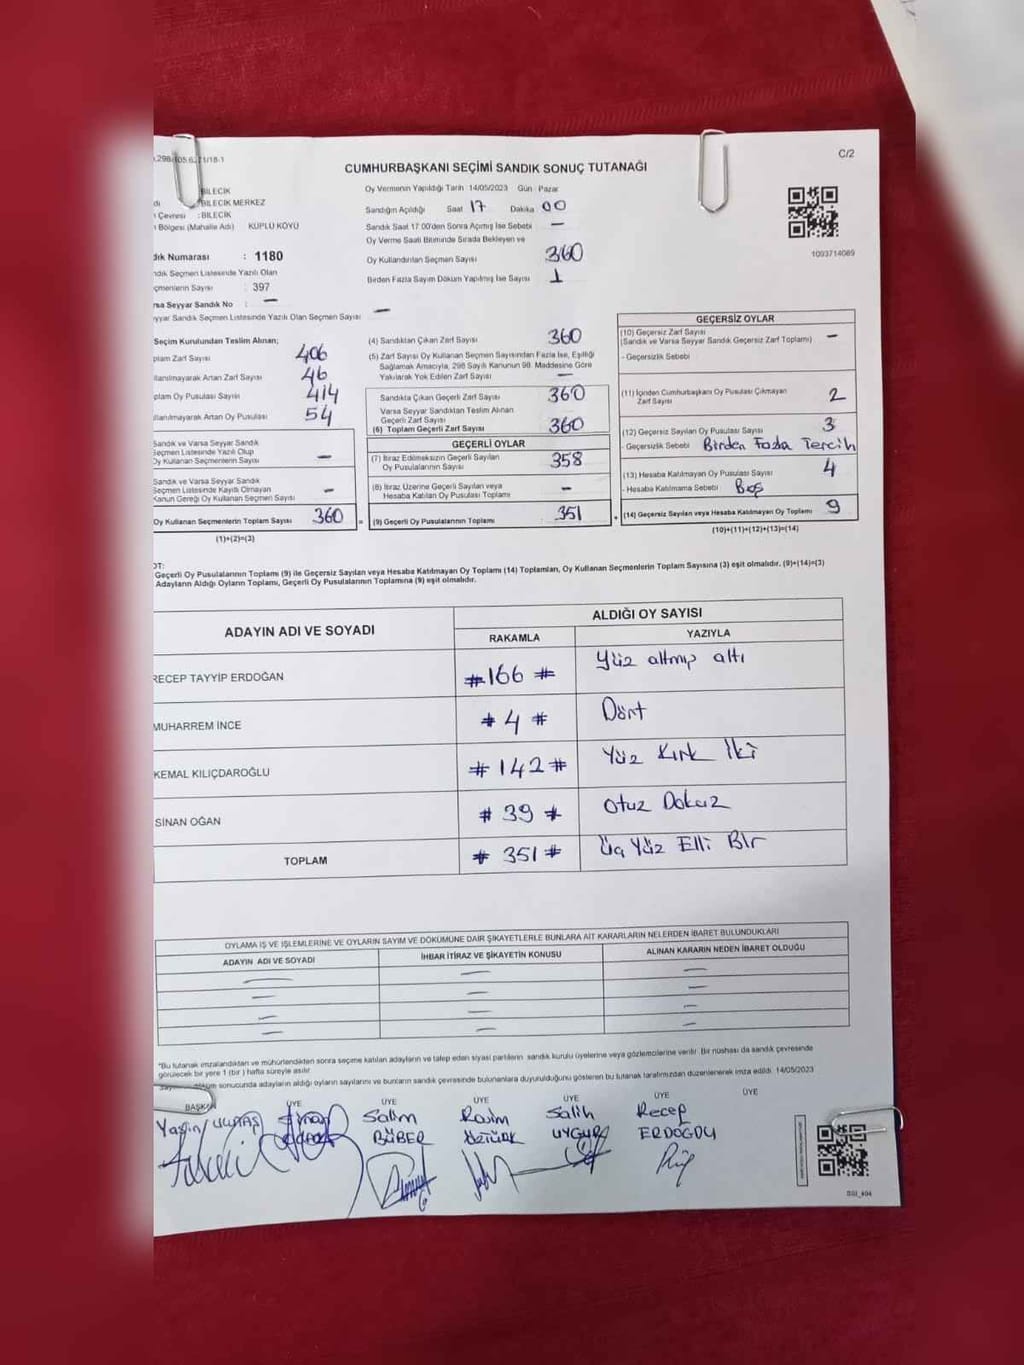 C/2
CUMHURBAŞKANI SEÇİMİ SANDIK SONUÇ TUTANAĞI
BİLECİK
BİLECİK MERKEZ
Çevresi : BİLECİK
Bölgesi (Mahalle Adı) KÜPLÜ KÖYÜ
dık Numarası : 1180
ndık Seçmen Listesinde Yazılı Olan
çmenlerin Sayısı : 397
rsa Seyyar Sandık No : —
yyar Sandık Seçmen Listesinde Yazılı Olan Seçmen Sayısı —
Oy Vermenin Yapıldığı Tarih 14/05/2023 Gün Pazar
Sandığın Açıldığı Saat 17 Dakika 00
Sandık Saat 17:00'den Sonra Açılmış İse Sebebi —
Oy Verme Saati Bitiminde Sırada Bekleyen ve
Oy Kullandırılan Seçmen Sayısı 360
Birden Fazla Sayım Döküm Yapılmış İse Sayısı 1
1093714089
Seçim Kurulundan Teslim Alınan;
plam Zarf Sayısı 406
llanılmayarak Artan Zarf Sayısı 46
plam Oy Pusulası Sayısı 414
llanılmayarak Artan Oy Pusulası 54
Sandık ve Varsa Seyyar Sandık
Seçmen Listesinde Yazılı Olup
Oy Kullanan Seçmenlerin Sayısı —
Sandık ve Varsa Seyyar Sandık
Seçmen Listesinde Kayıtlı Olmayan
Kanun Gereği Oy Kullanan Seçmen Sayısı —
Oy Kullanan Seçmenlerin Toplam Sayısı 360
(1)+(2)=(3)
(4) Sandıktan Çıkan Zarf Sayısı 360
(5) Zarf Sayısı Oy Kullanan Seçmen Sayısından Fazla İse, Eşitliği
Sağlamak Amacıyla, 298 Sayılı Kanunun 98. Maddesine Göre
Yakılarak Yok Edilen Zarf Sayısı —
Sandıkta Çıkan Geçerli Zarf Sayısı 360
Varsa Seyyar Sandıktan Teslim Alınan
Geçerli Zarf Sayısı
(6) Toplam Geçerli Zarf Sayısı 360
GEÇERLİ OYLAR
(7) İtiraz Edilmeksizin Geçerli Sayılan
Oy Pusulalarının Sayısı 358
(8) İtiraz Üzerine Geçerli Sayılan veya
Hesaba Katılan Oy Pusulası Toplamı —
(9) Geçerli Oy Pusulalarının Toplamı 351
GEÇERSİZ OYLAR
(10) Geçersiz Zarf Sayısı
(Sandık ve Varsa Seyyar Sandık Geçersiz Zarf Toplamı) —
- Geçersizlik Sebebi
(11) İçinden Cumhurbaşkanı Oy Pusulası Çıkmayan
Zarf Sayısı 2
(12) Geçersiz Sayılan Oy Pusulası Sayısı 3
- Geçersizlik Sebebi Birden Fazla Tercih
(13) Hesaba Katılmayan Oy Pusulası Sayısı 4
- Hesaba Katılmama Sebebi Boş
(14) Geçersiz Sayılan veya Hesaba Katılmayan Oy Toplamı 9
(10)+(11)+(12)+(13)=(14)
OT:
Geçerli Oy Pusulalarının Toplamı (9) ile Geçersiz Sayılan veya Hesaba Katılmayan Oy Toplamı (14) Toplamları, Oy Kullanan Seçmenlerin Toplam Sayısına (3) eşit olmalıdır. (9)+(14)=(3)
Adayların Aldığı Oyların Toplamı, Geçerli Oy Pusulalarının Toplamına (9) eşit olmalıdır.
ADAYIN ADI VE SOYADI
ALDIĞI OY SAYISI
RAKAMLA YAZIYLA
RECEP TAYYİP ERDOĞAN #166# Yüz altmış altı
MUHARREM İNCE #4# Dört
KEMAL KILIÇDAROĞLU #142# Yüz Kırk İki
SİNAN OĞAN #39# Otuz Dokuz
TOPLAM #351# Üç Yüz Elli Bir
OYLAMA İŞ VE İŞLEMLERİNE VE OYLARIN SAYIM VE DÖKÜMÜNE DAİR ŞİKAYETLERLE BUNLARA AİT KARARLARIN NELERDEN İBARET BULUNDUKLARI
ADAYIN ADI VE SOYADI İHBAR İTİRAZ VE ŞİKAYETİN KONUSU ALINAN KARARIN NEDEN İBARET OLDUĞU
— — —
— — —
— — —
— — —
*Bu tutanak imzalandıktan ve mühürlendikten sonra seçime katılan adayların ve talep eden siyasi partilerin sandık kurulu üyelerine veya gözlemcilerine verilir. Bir nüshası da sandık çevresinde
görülecek bir yere 1 (bir) hafta süreyle asılır.
sonucunda adayların aldığı oyların sayılarını ve bunların sandık çevresinde bulunanlara duyurulduğunu gösteren bu tutanak tarafımızdan düzenlenerek imza edildi. 14/05/2023
BAŞKAN ÜYE ÜYE ÜYE ÜYE ÜYE ÜYE
Salim Rasim Salih Recep
BÜBER ÖZTÜRK UYGUR ERDOĞDU